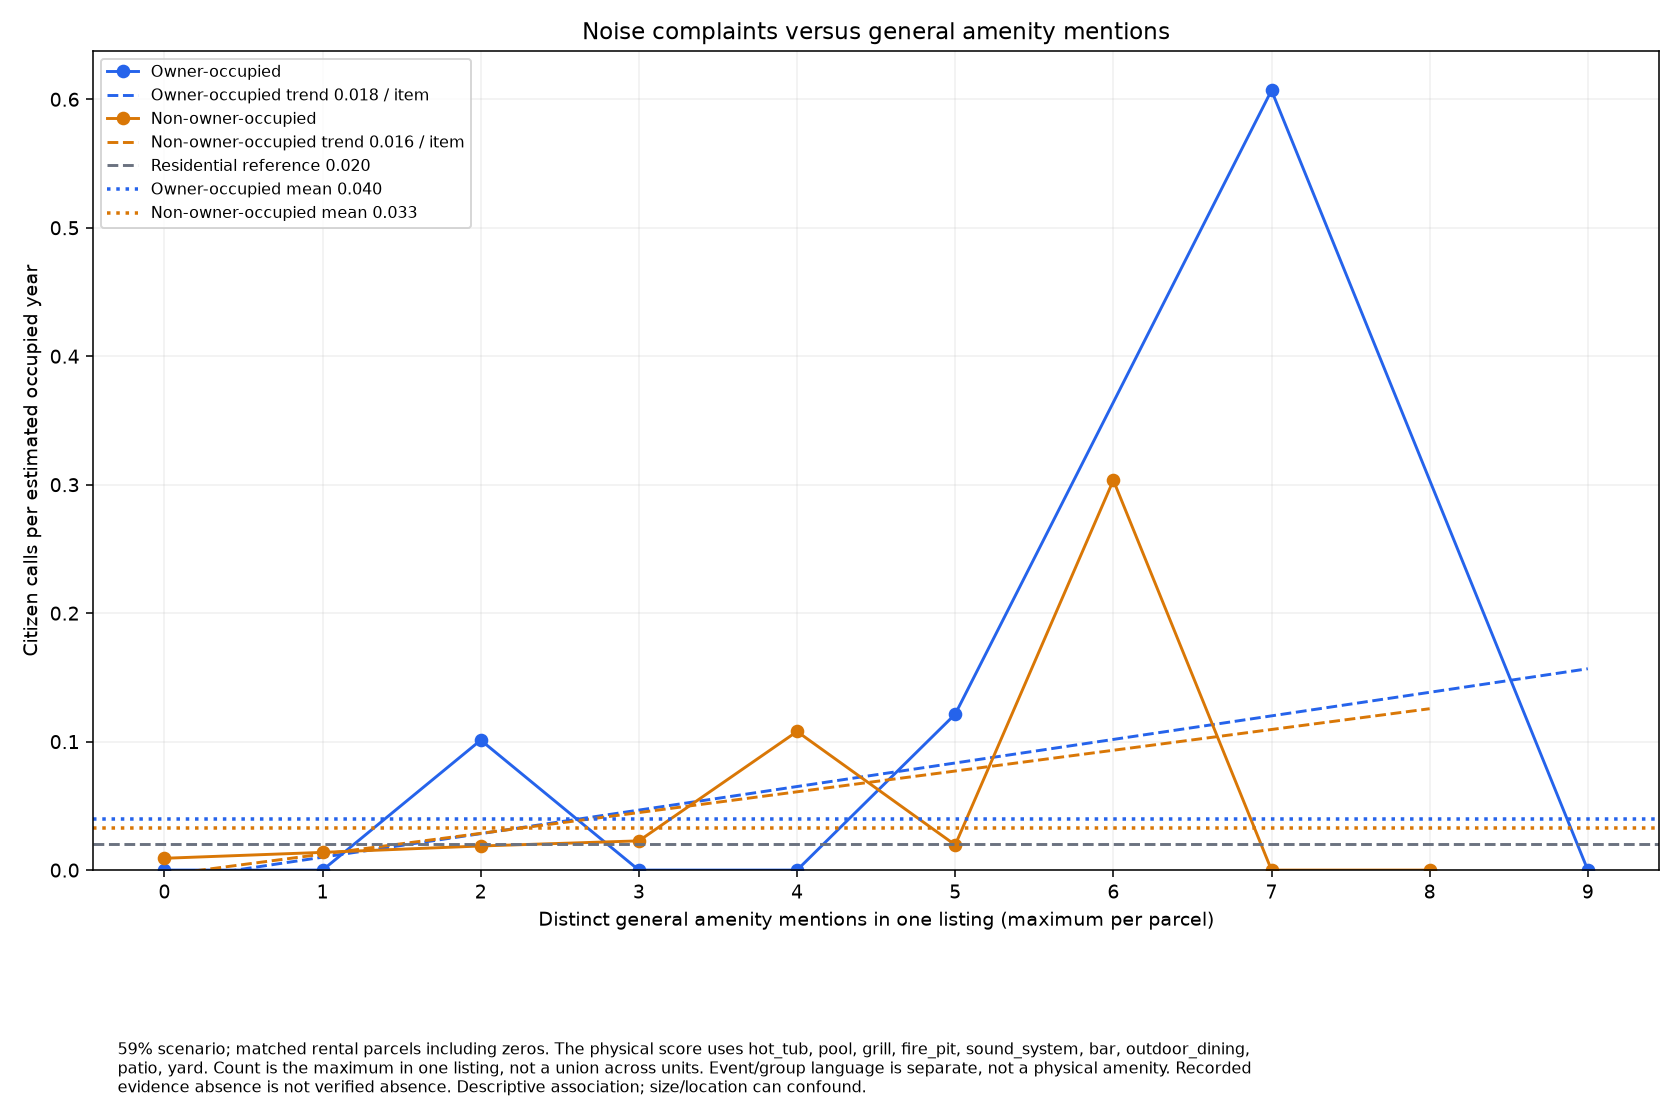 Noise complaints versus general amenity mentions
Owner-occupied
Owner-occupied trend 0.018 / item
Non-owner-occupied
Non-owner-occupied trend 0.016 / item
Residential reference 0.020
Owner-occupied mean 0.040
Non-owner-occupied mean 0.033
Citizen calls per estimated occupied year
0.6
0.5
0.4
0.3
0.2
0.1
0.0
0 1 2 3 4 5 6 7 8 9
Distinct general amenity mentions in one listing (maximum per parcel)
59% scenario; matched rental parcels including zeros. The physical score uses hot_tub, pool, grill, fire_pit, sound_system, bar, outdoor_dining,
patio, yard. Count is the maximum in one listing, not a union across units. Event/group language is separate, not a physical amenity. Recorded
evidence absence is not verified absence. Descriptive association; size/location can confound.